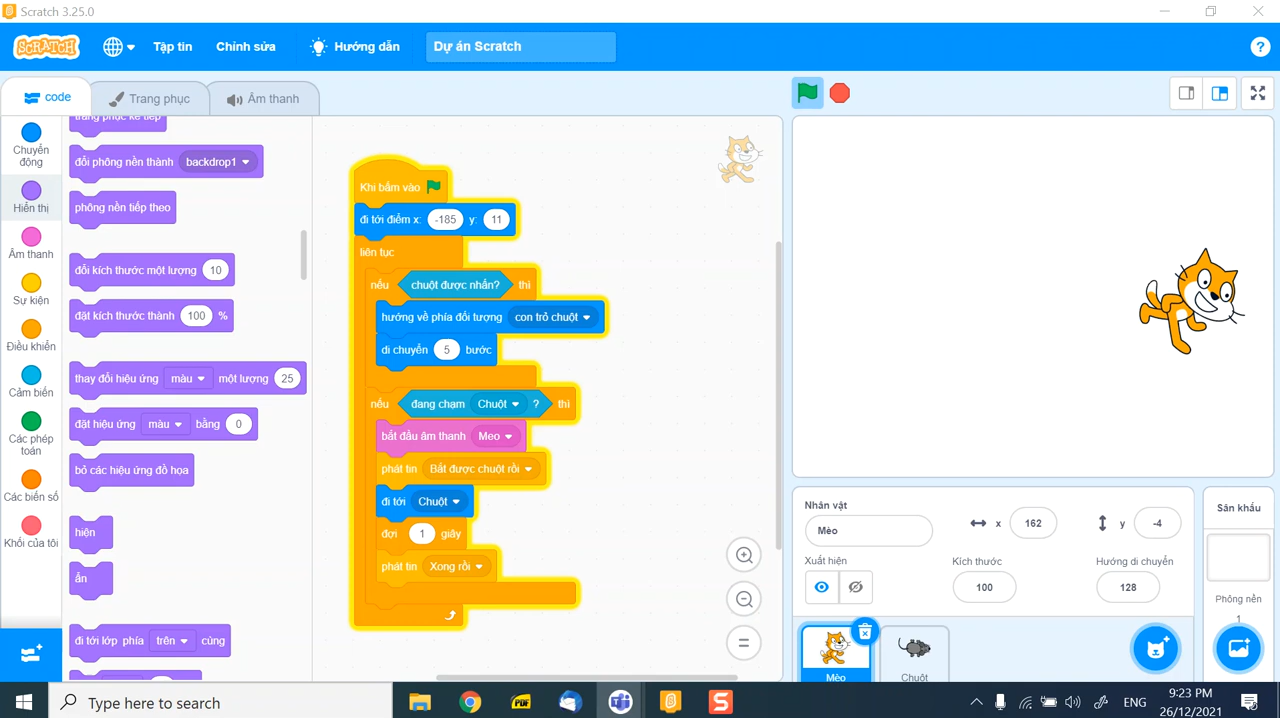 Scratch 3.25.0
SCRATCH
Tập tin
Chỉnh sửa
Hướng dẫn
Dự án Scratch
?
code
Trang phục
Âm thanh
Chuyển động
Hiển thị
Âm thanh
Sự kiện
Điều khiển
Cảm biến
Các phép toán
Các biến số
Khối của tôi
trang phục kế tiếp
đổi phông nền thành backdrop1
phông nền tiếp theo
đổi kích thước một lượng 10
đặt kích thước thành 100 %
thay đổi hiệu ứng màu một lượng 25
đặt hiệu ứng màu bằng 0
bỏ các hiệu ứng đồ họa
hiện
ẩn
đi tới lớp phía trên cùng
Khi bấm vào
đi tới điểm x: -185 y: 11
liên tục
nếu chuột được nhấn? thì
hướng về phía đối tượng con trỏ chuột
di chuyển 5 bước
nếu đang chạm Chuột ? thì
bắt đầu âm thanh Meo
phát tin Bắt được chuột rồi
đi tới Chuột
đợi 1 giây
phát tin Xong rồi
Nhân vật
Mèo
x 162
y -4
Xuất hiện
Kích thước
100
Hướng di chuyển
128
Mèo
Chuột
Sân khấu
Phông nền
1
Type here to search
PDF
S
ENG
9:23 PM
26/12/2021